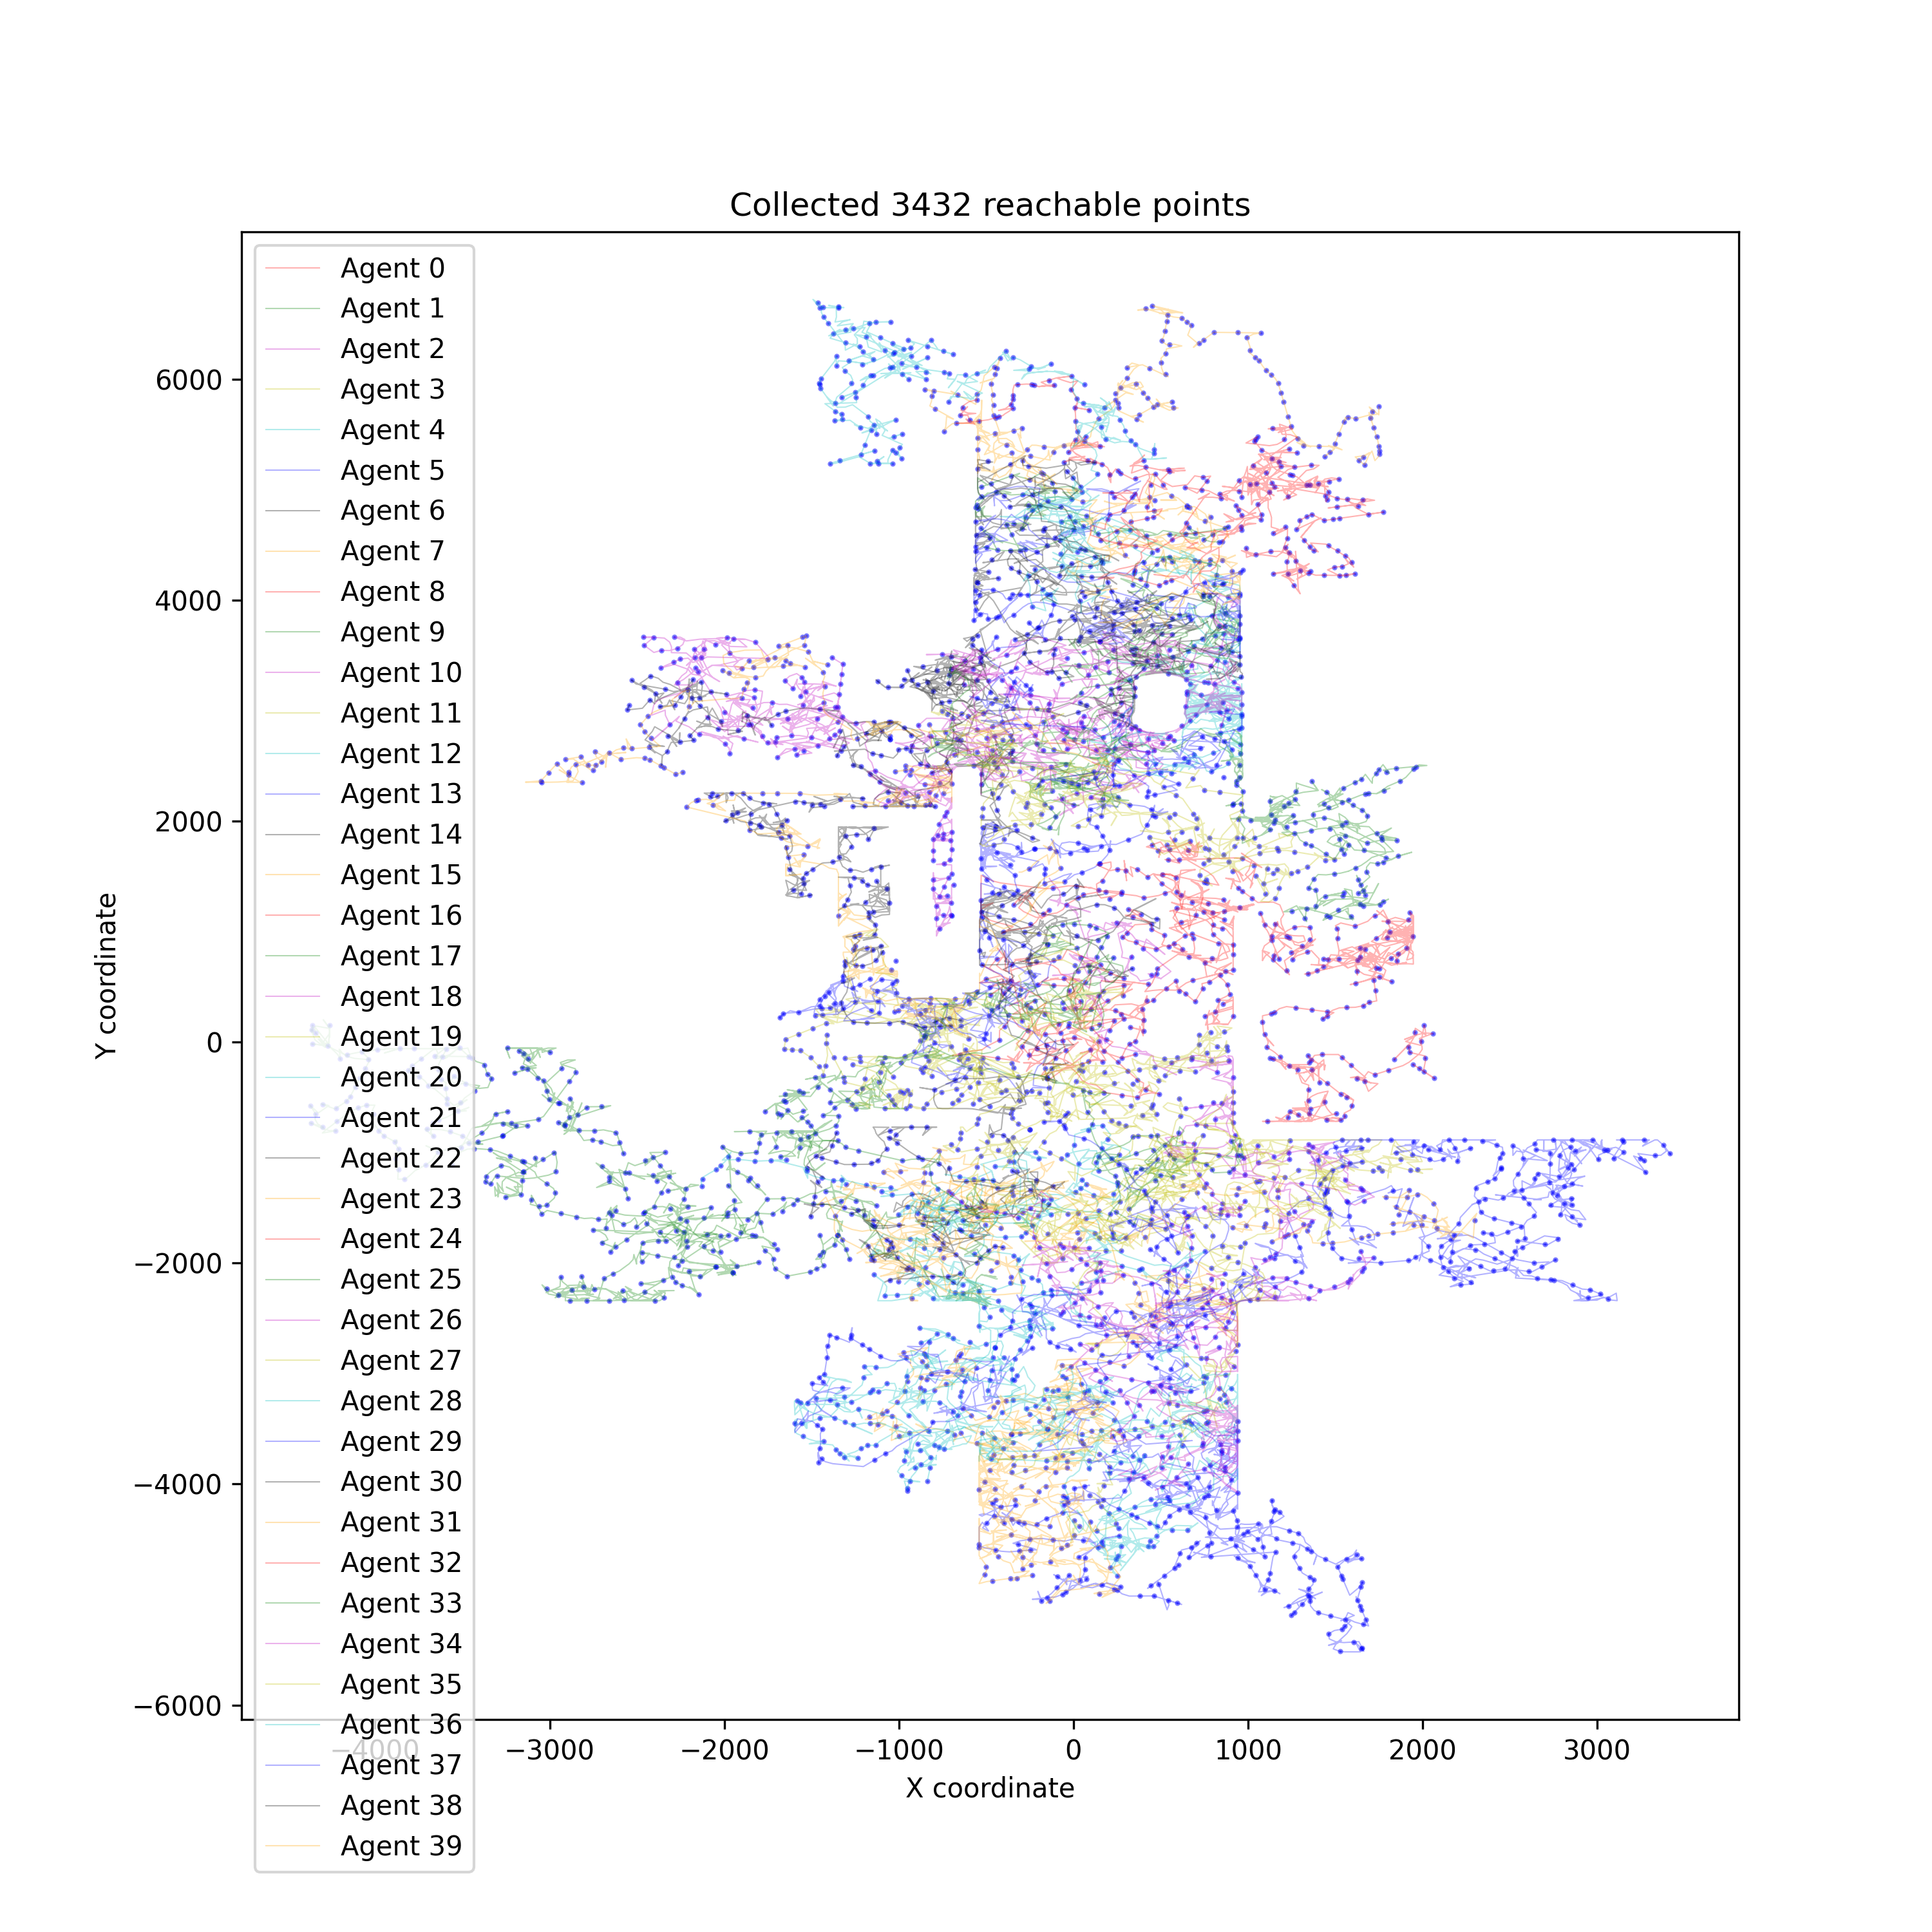 Collected 3432 reachable points
Agent 0
Agent 1
Agent 2
Agent 3
Agent 4
Agent 5
Agent 6
Agent 7
Agent 8
Agent 9
Agent 10
Agent 11
Agent 12
Agent 13
Agent 14
Agent 15
Agent 16
Agent 17
Agent 18
Agent 19
Agent 20
Agent 21
Agent 22
Agent 23
Agent 24
Agent 25
Agent 26
Agent 27
Agent 28
Agent 29
Agent 30
Agent 31
Agent 32
Agent 33
Agent 34
Agent 35
Agent 36
Agent 37
Agent 38
Agent 39
6000
4000
2000
0
−2000
−4000
−6000
Y coordinate
−4000 −3000 −2000 −1000 0 1000 2000 3000
X coordinate